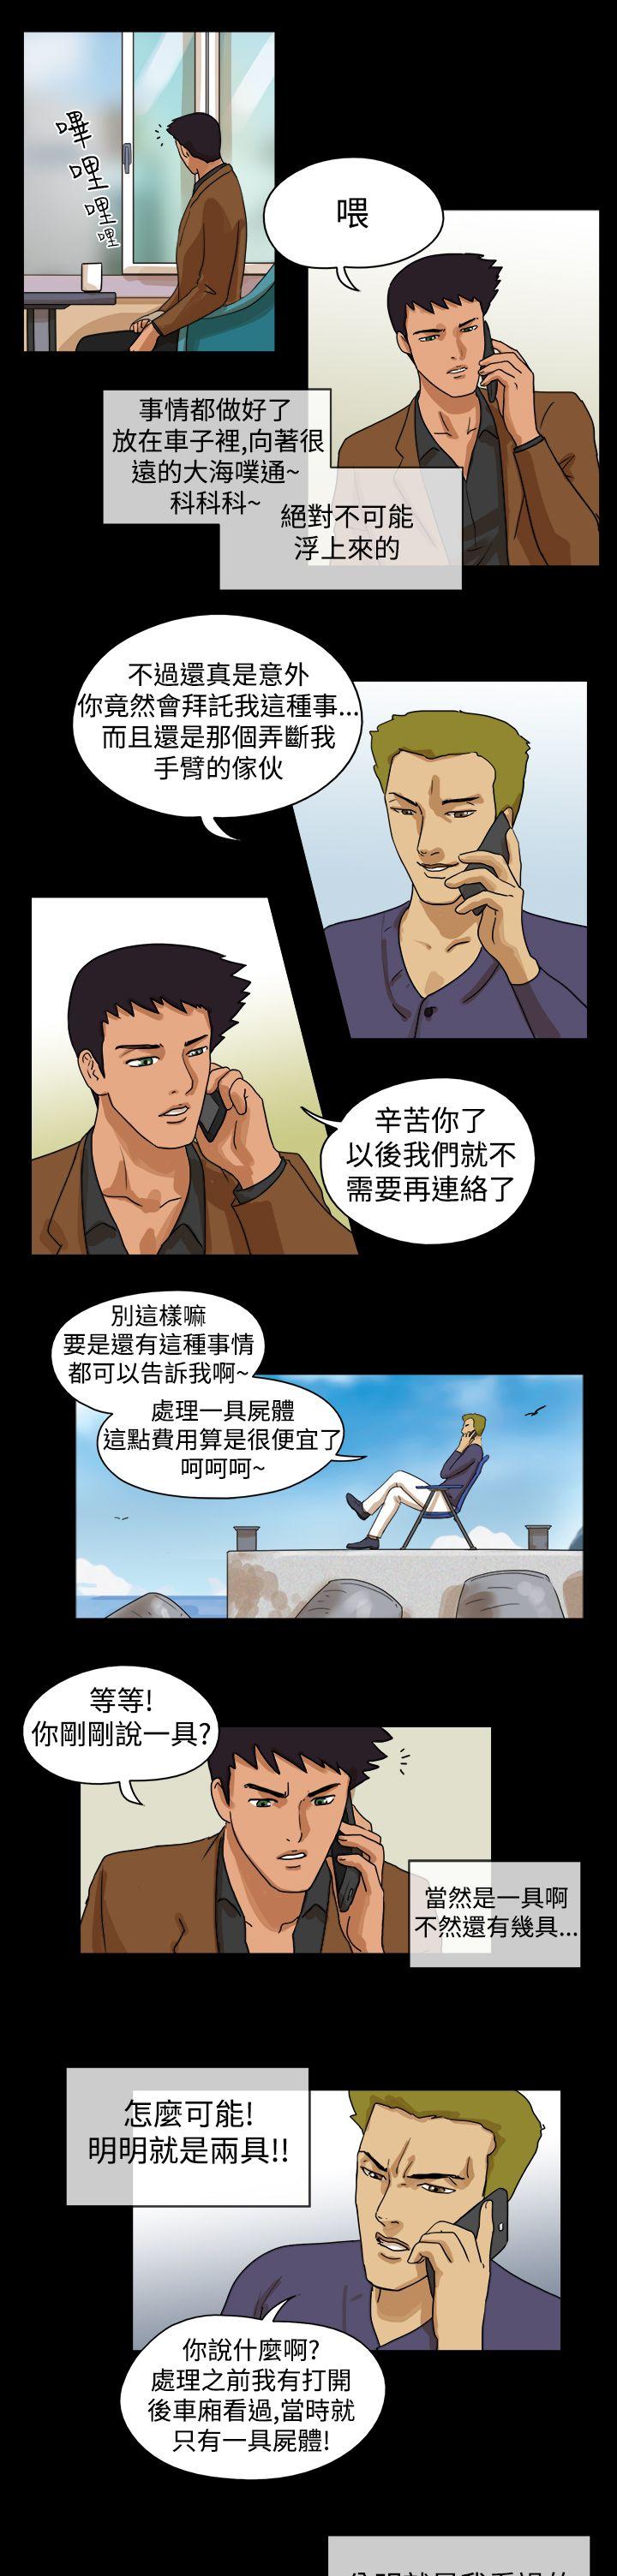 嗶
哩
哩
哩
喂
事情都做好了
放在車子裡,向著很
遠的大海噗通~
科科科~
絕對不可能
浮上來的
不過還真是意外
你竟然會拜託我這種事...
而且還是那個弄斷我
手臂的傢伙
辛苦你了
以後我們就不
需要再連絡了
別這樣嘛
要是還有這種事情
都可以告訴我啊~
處理一具屍體
這點費用算是很便宜了
呵呵呵~
等等!
你剛剛說一具?
當然是一具啊
不然還有幾具...
怎麼可能!
明明就是兩具!!
你說什麼啊?
處理之前我有打開
後車廂看過,當時就
只有一具屍體!